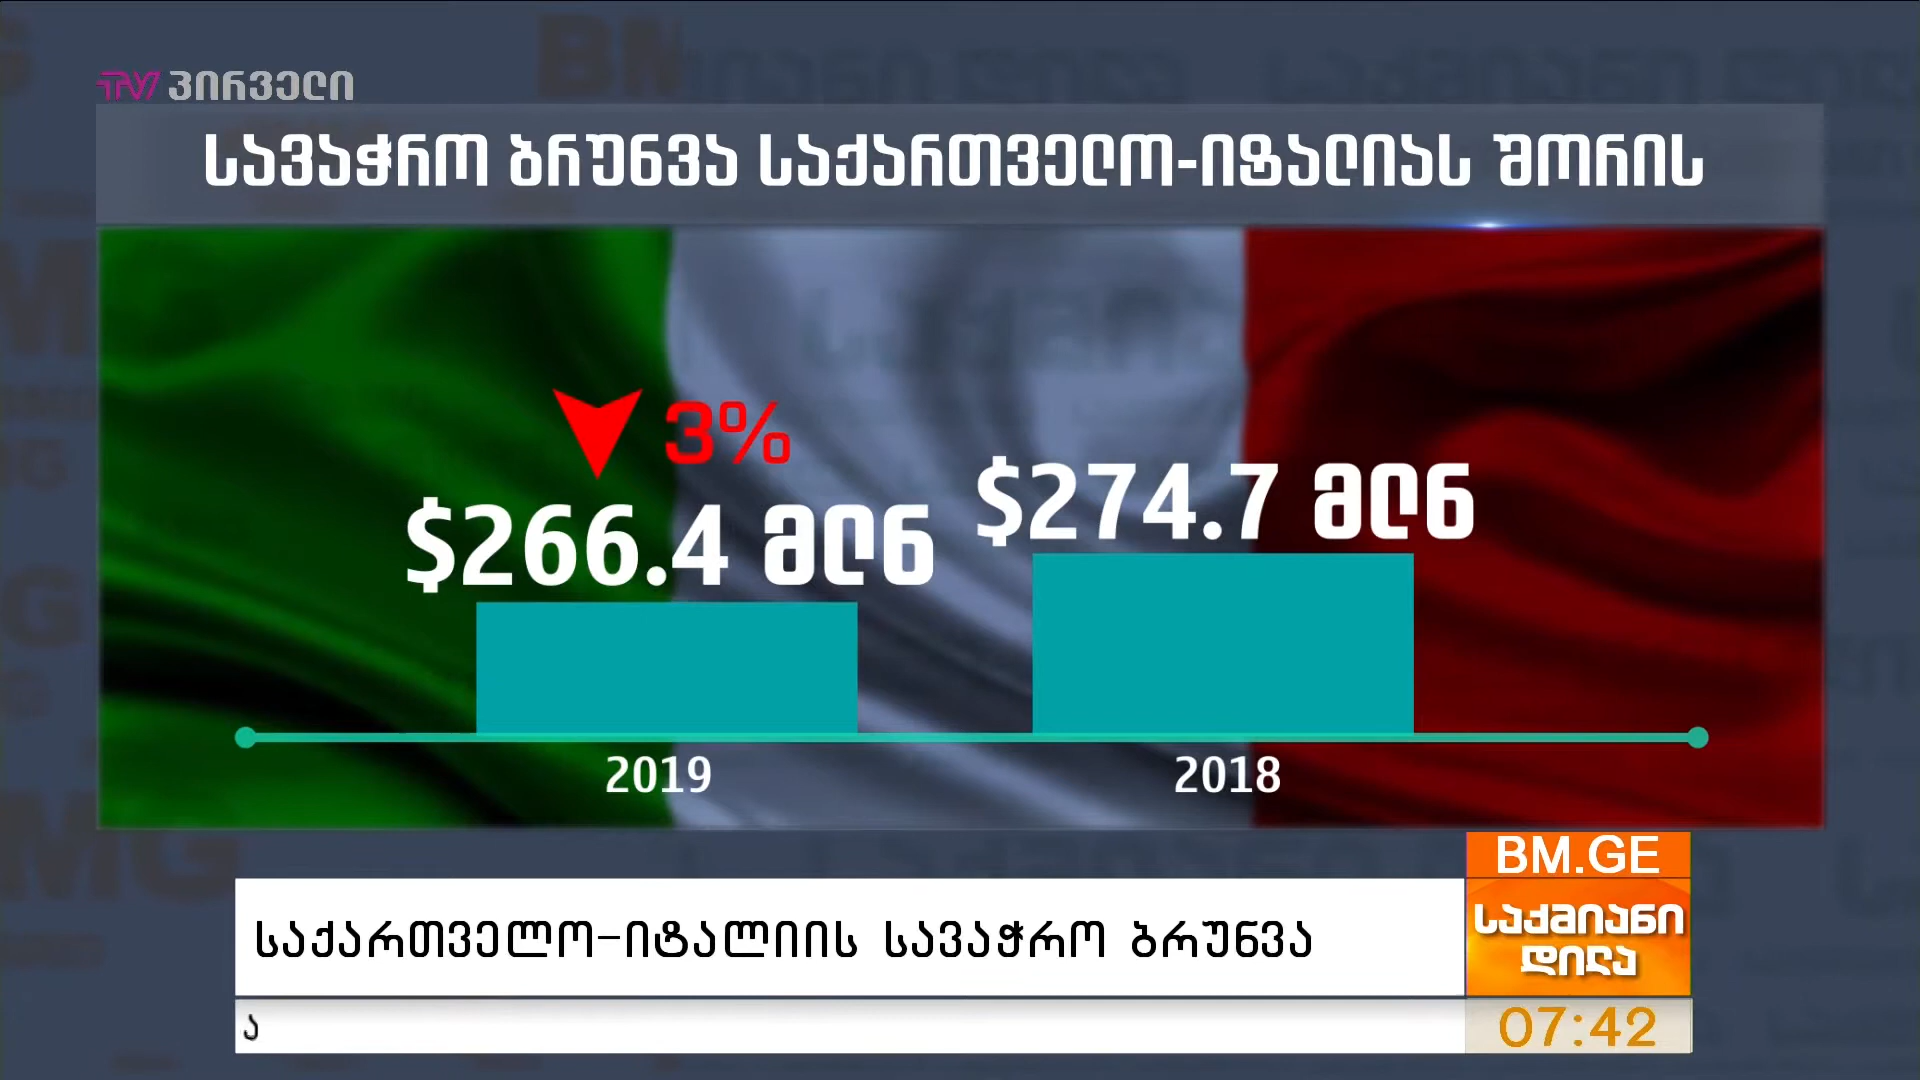 TV პირველი
სავაჭრო ბრუნვა საქართველო-იტალიას შორის
3%
$266.4 მლნ
$274.7 მლნ
2019
2018
BM.GE
საქართველო-იტალიის სავაჭრო ბრუნვა
საქმიანი
დილა
ა
07:42